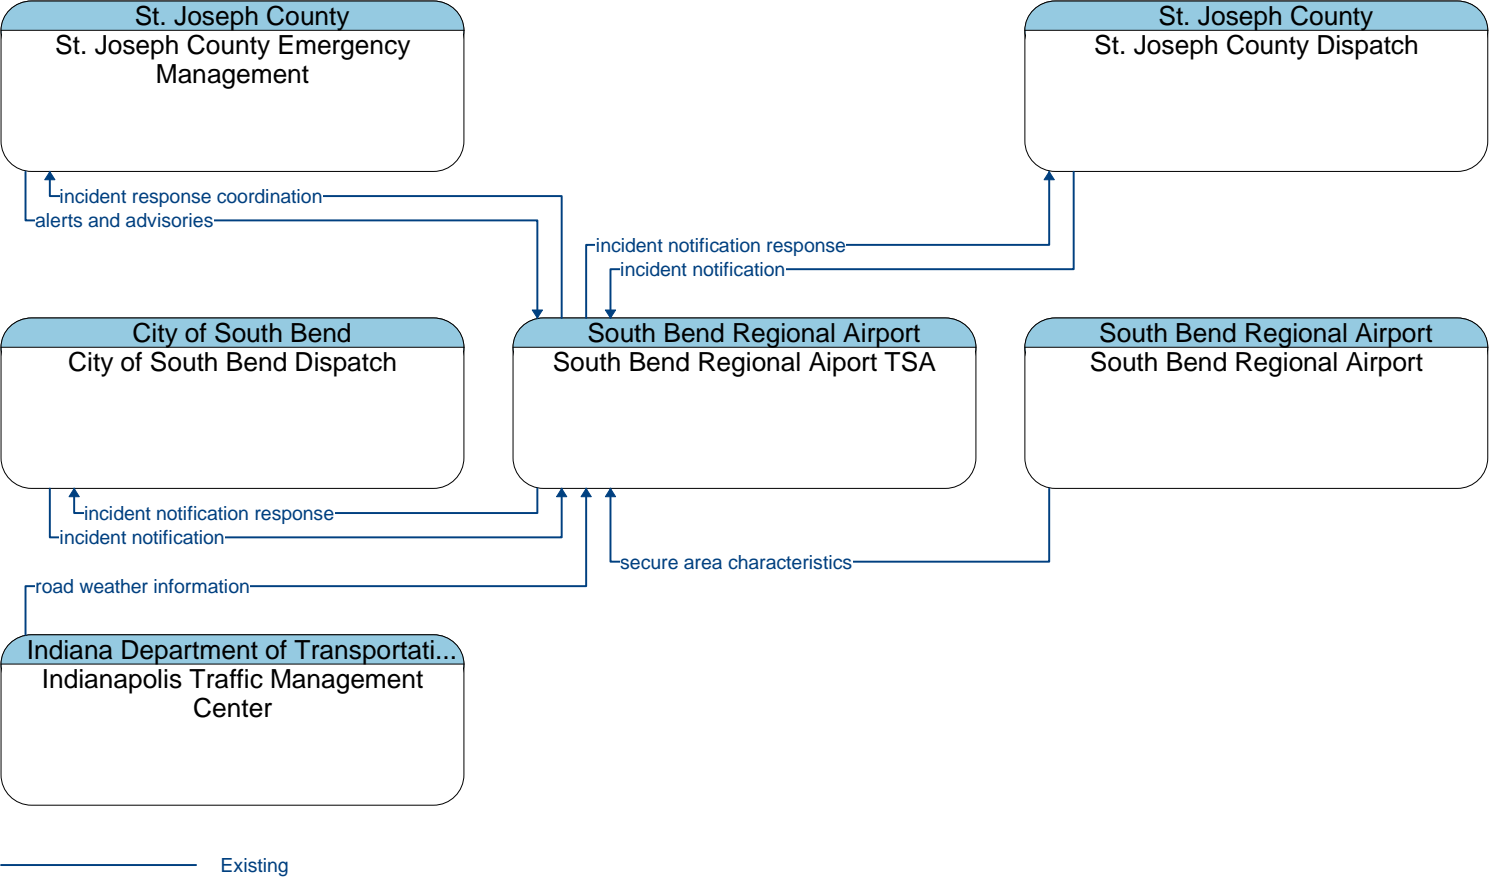 St. Joseph County
St. Joseph County Emergency
Management
St. Joseph County
St. Joseph County Dispatch
incident response coordination
alerts and advisories
incident notification response
incident notification
City of South Bend
City of South Bend Dispatch
South Bend Regional Airport
South Bend Regional Aiport TSA
South Bend Regional Airport
South Bend Regional Airport
incident notification response
incident notification
secure area characteristics
road weather information
Indiana Department of Transportati...
Indianapolis Traffic Management
Center
Existing